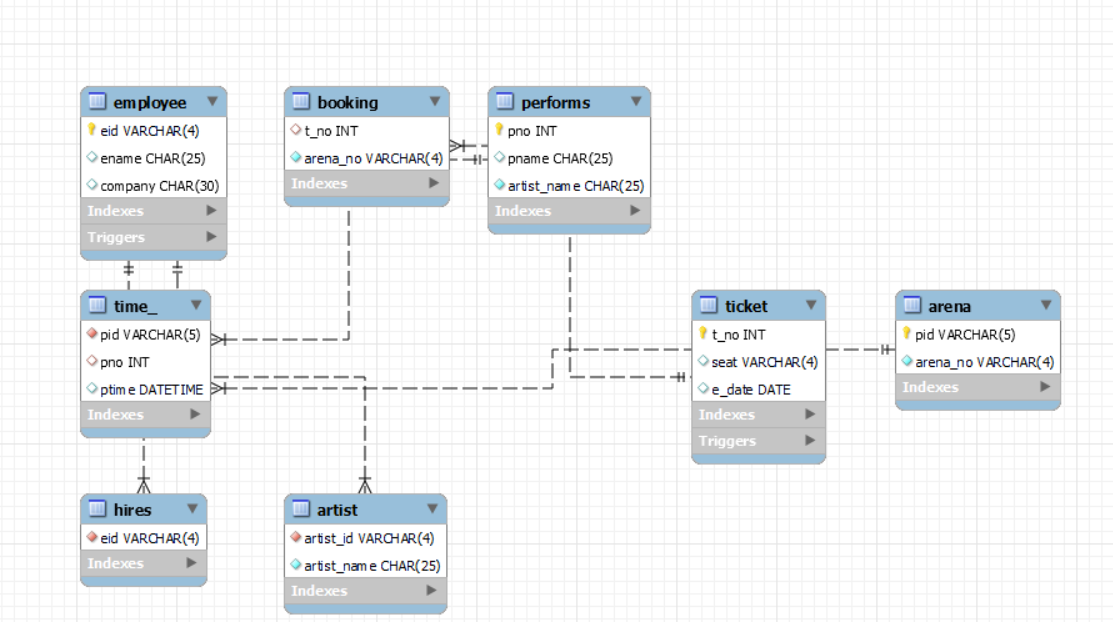 employee
eid VARCHAR(4)
ename CHAR(25)
company CHAR(30)
Indexes
Triggers
booking
t_no INT
arena_no VARCHAR(4)
Indexes
performs
pno INT
pname CHAR(25)
artist_name CHAR(25)
Indexes
time_
pid VARCHAR(5)
pno INT
ptime DATETIME
Indexes
ticket
t_no INT
seat VARCHAR(4)
e_date DATE
Indexes
Triggers
arena
pid VARCHAR(5)
arena_no VARCHAR(4)
Indexes
hires
eid VARCHAR(4)
Indexes
artist
artist_id VARCHAR(4)
artist_name CHAR(25)
Indexes